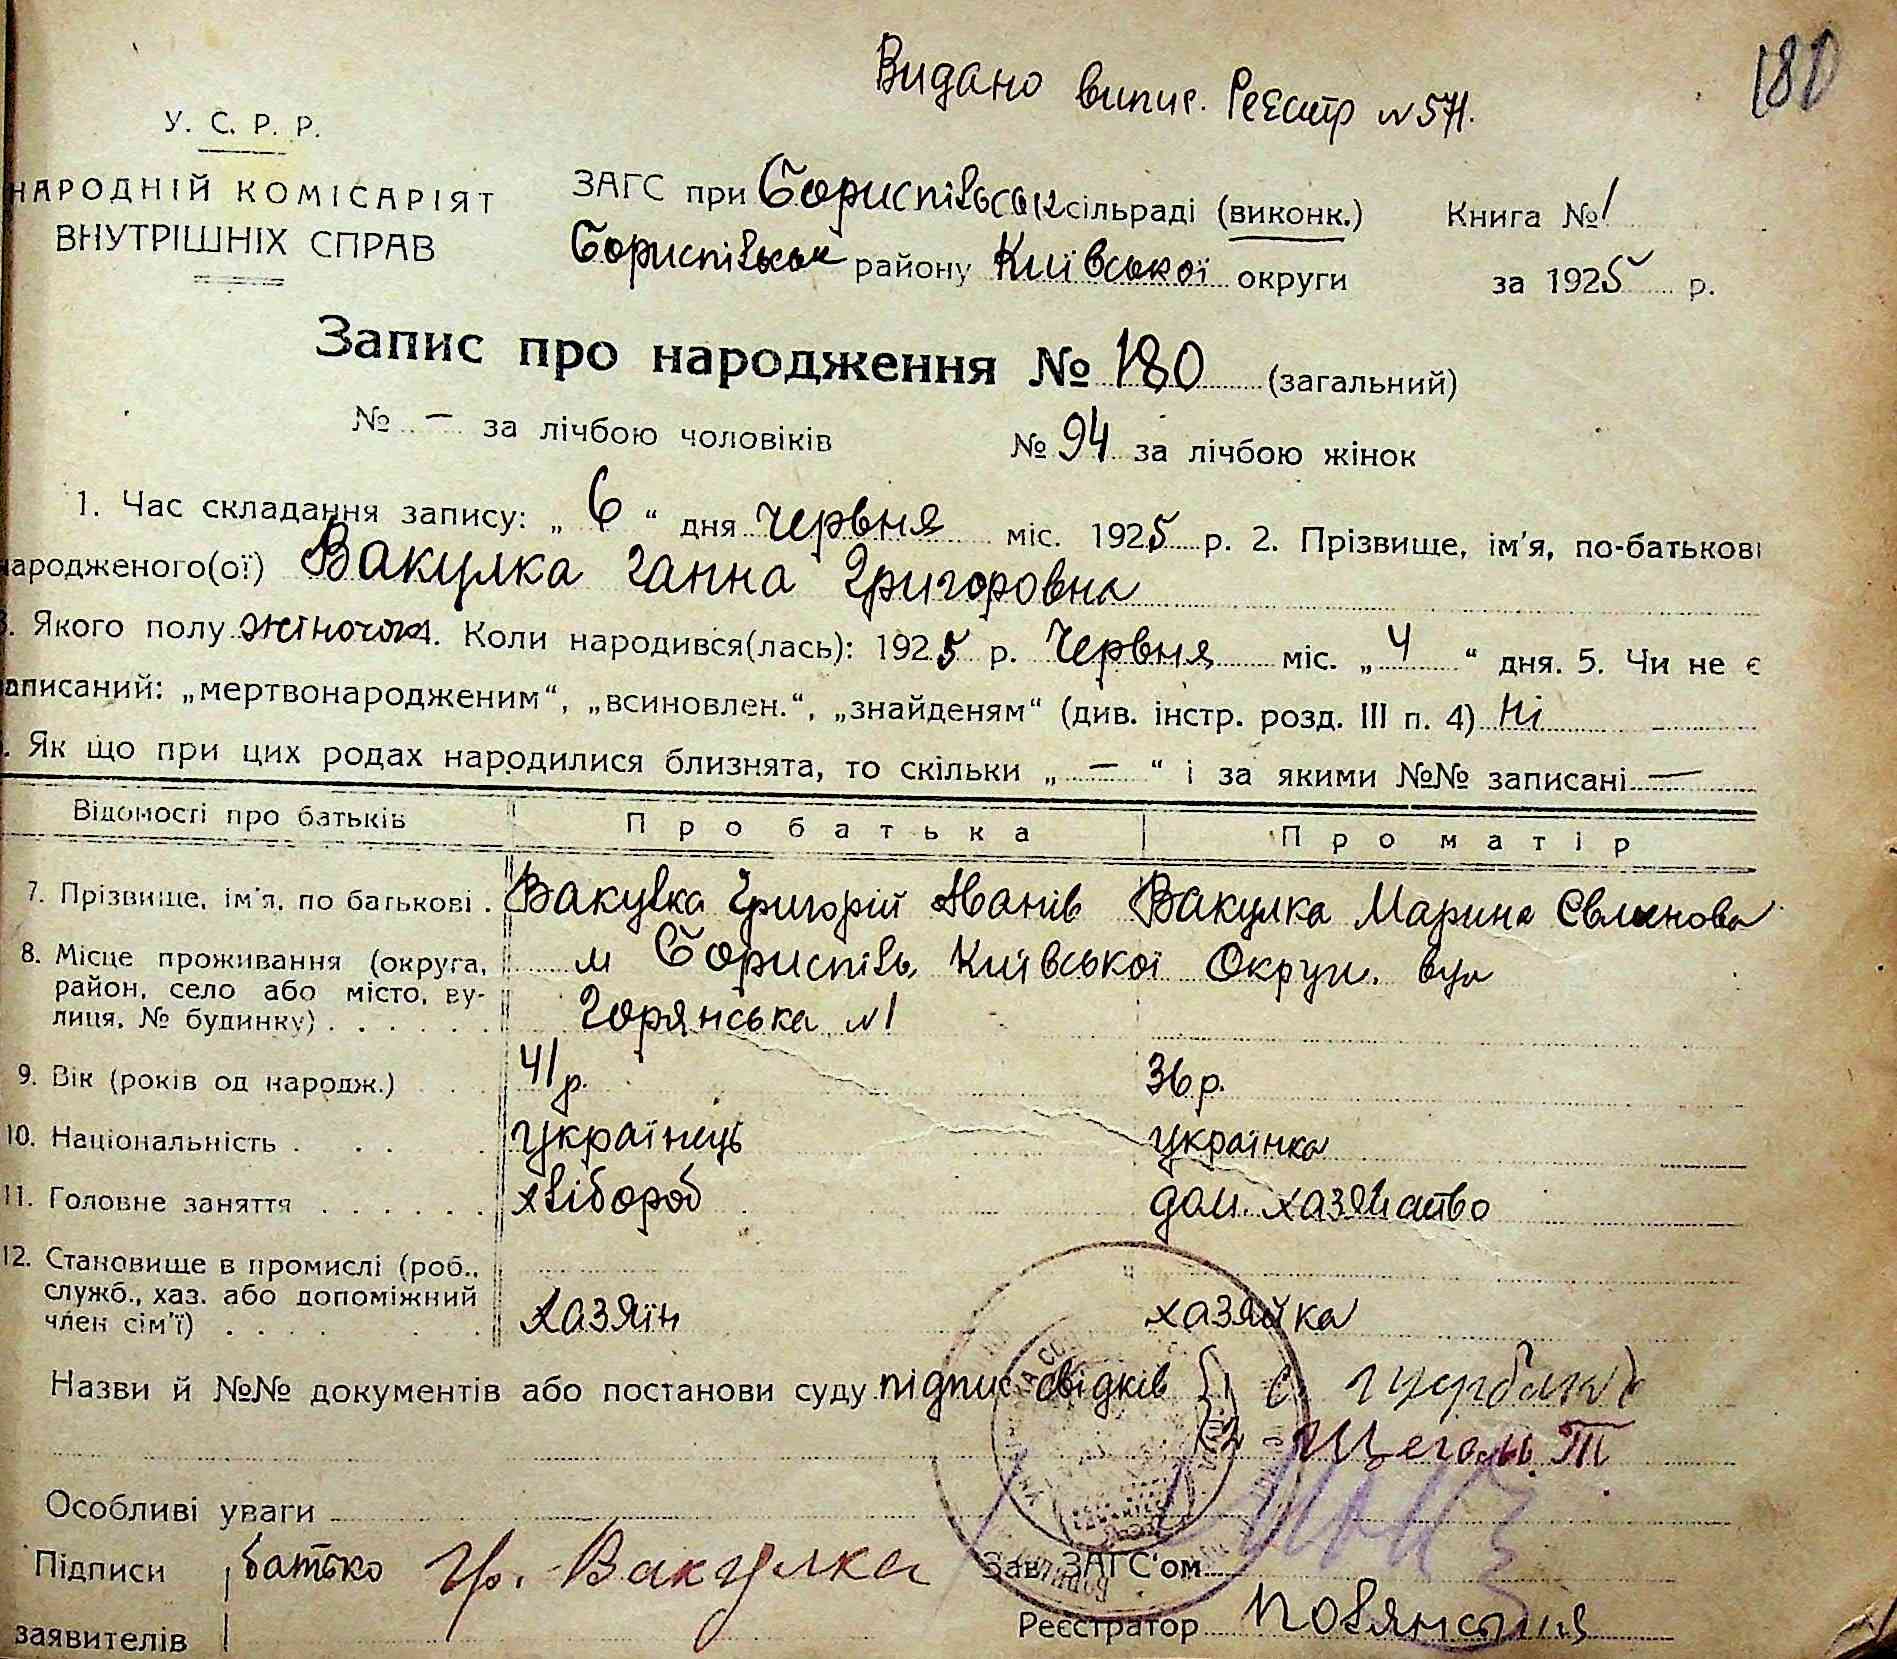 Видано випис. Реєстр №571.
180
У. С. Р. Р.
НАРОДНІЙ КОМІСАРІЯТ
ВНУТРІШНІХ СПРАВ
ЗАГС при Бориспільськ сільраді (виконк.) Книга № 1
Бориспільськ району Київської округи за 1925 р.
Запис про народження № 180 (загальний)
№ — за лічбою чоловіків № 94 за лічбою жінок
1. Час складання запису: „ 6 “ дня червня міс. 1925 р. 2. Прізвище, ім'я, по-батькові
народженого(ої) Вакулка Ганна Григоровна
3. Якого полу жіночого 4. Коли народився(лась): 1925 р. Червня міс. „ 4 “ дня. 5. Чи не є
записаний: „мертвонародженим“, „всиновлен.“, „знайденям“ (див. інстр. розд. III п. 4) ні
. Як що при цих родах народилися близнята, то скільки „ — “ і за якими №№ записані —
Відомості про батьків Про батька Про матір
7. Прізвище, ім'я, по батькові . Вакулка Григорій Іванів Вакулка Марина
8. Місце проживання (округа, м Бориспіль, Київської Округи. вул
район, село або місто, ву- Горянська №1
лиця, № будинку) . . . . . .
9. Вік (років од народж.) 41 р. 36 р.
10. Національність . . . українець українка
11. Головне заняття . . . . . . хлібороб дом. хазяйство
12. Становище в промислі (роб.,
служб., хаз. або допоміжний
член сім'ї) . . . . хазяїн хазяйка
Назви й №№ документів або постанови суду підпис свідків 1
2
Особливі уваги
Підписи батько Гр. Вакулка Зав. ЗАГС'ом
заявителів Реєстратор